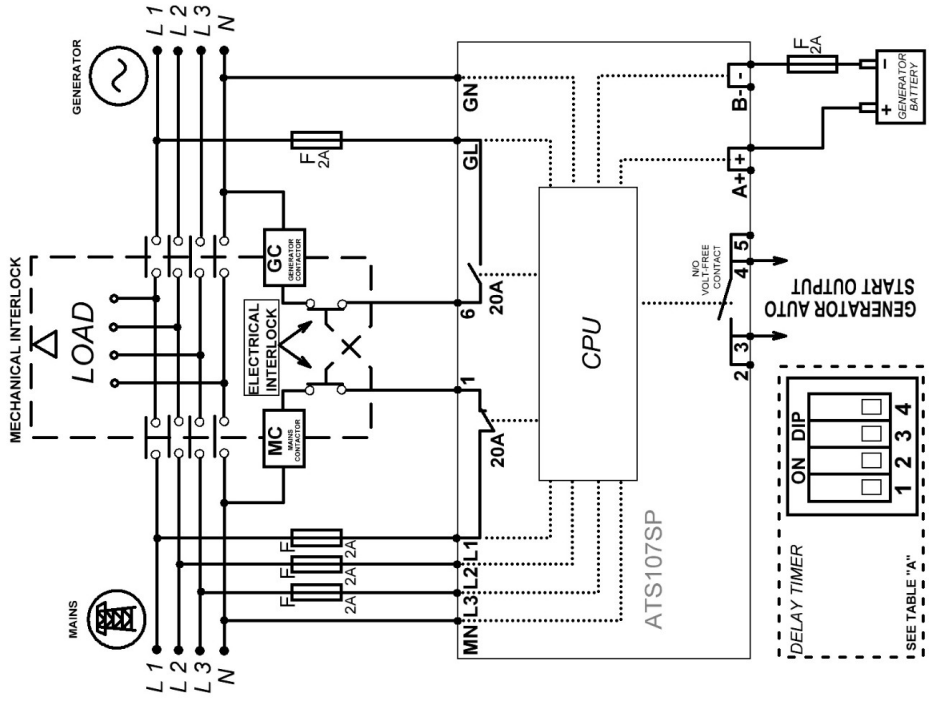 MECHANICAL INTERLOCK
MAINS
L 1
L 2
L 3
N
LOAD
GENERATOR
L 1
L 2
L 3
N
MC
MAINS
CONTACTOR
ELECTRICAL
INTERLOCK
GC
GENERATOR
CONTACTOR
F
2A
F
2A
F
2A
F
2A
MN
L3
L2
L1
1
6
GL
GN
20A
20A
ATS107SP
CPU
N/O
VOLT-FREE
CONTACT
2
3
4
5
A+
+
B-
-
F
2A
GENERATOR AUTO
START OUTPUT
+
-
GENERATOR
BATTERY
DELAY TIMER
ON DIP
1 2 3 4
SEE TABLE "A"